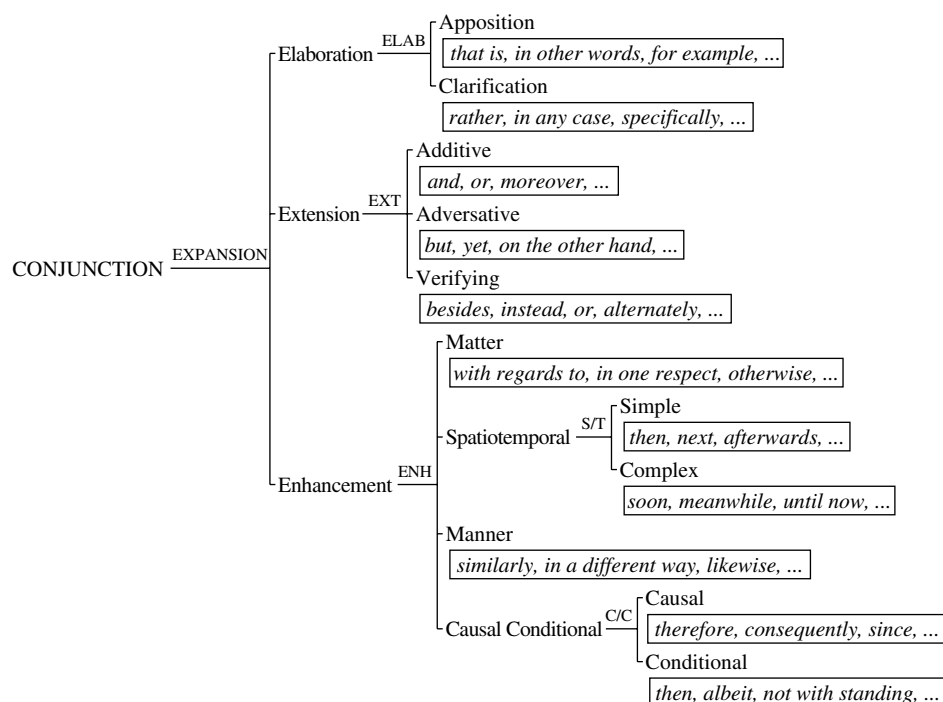 Apposition
Elaboration ELAB that is, in other words, for example, ...
Clarification
rather, in any case, specifically, ...
Additive
and, or, moreover, ...
Extension EXT Adversative
but, yet, on the other hand, ...
CONJUNCTION EXPANSION
Verifying
besides, instead, or, alternately, ...
Matter
with regards to, in one respect, otherwise, ...
Simple
Spatiotemporal S/T then, next, afterwards, ...
Complex
Enhancement ENH
soon, meanwhile, until now, ...
Manner
similarly, in a different way, likewise, ...
Causal
Causal Conditional C/C therefore, consequently, since, ...
Conditional
then, albeit, not with standing, ...